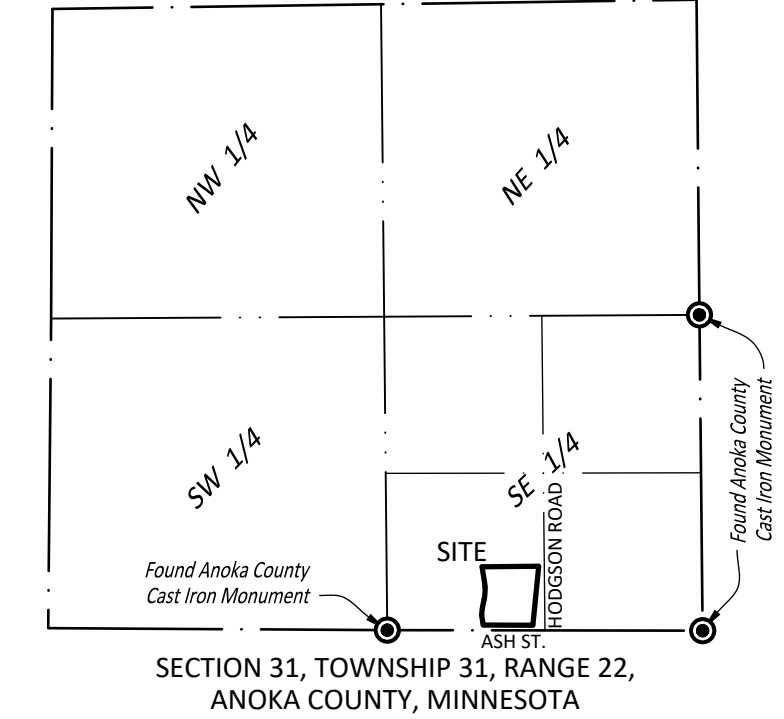 NW 1/4
NE 1/4
SW 1/4
SE 1/4
Found Anoka County
Cast Iron Monument
SITE
HODGSON ROAD
Found Anoka County
Cast Iron Monument
ASH ST.
SECTION 31, TOWNSHIP 31, RANGE 22,
ANOKA COUNTY, MINNESOTA